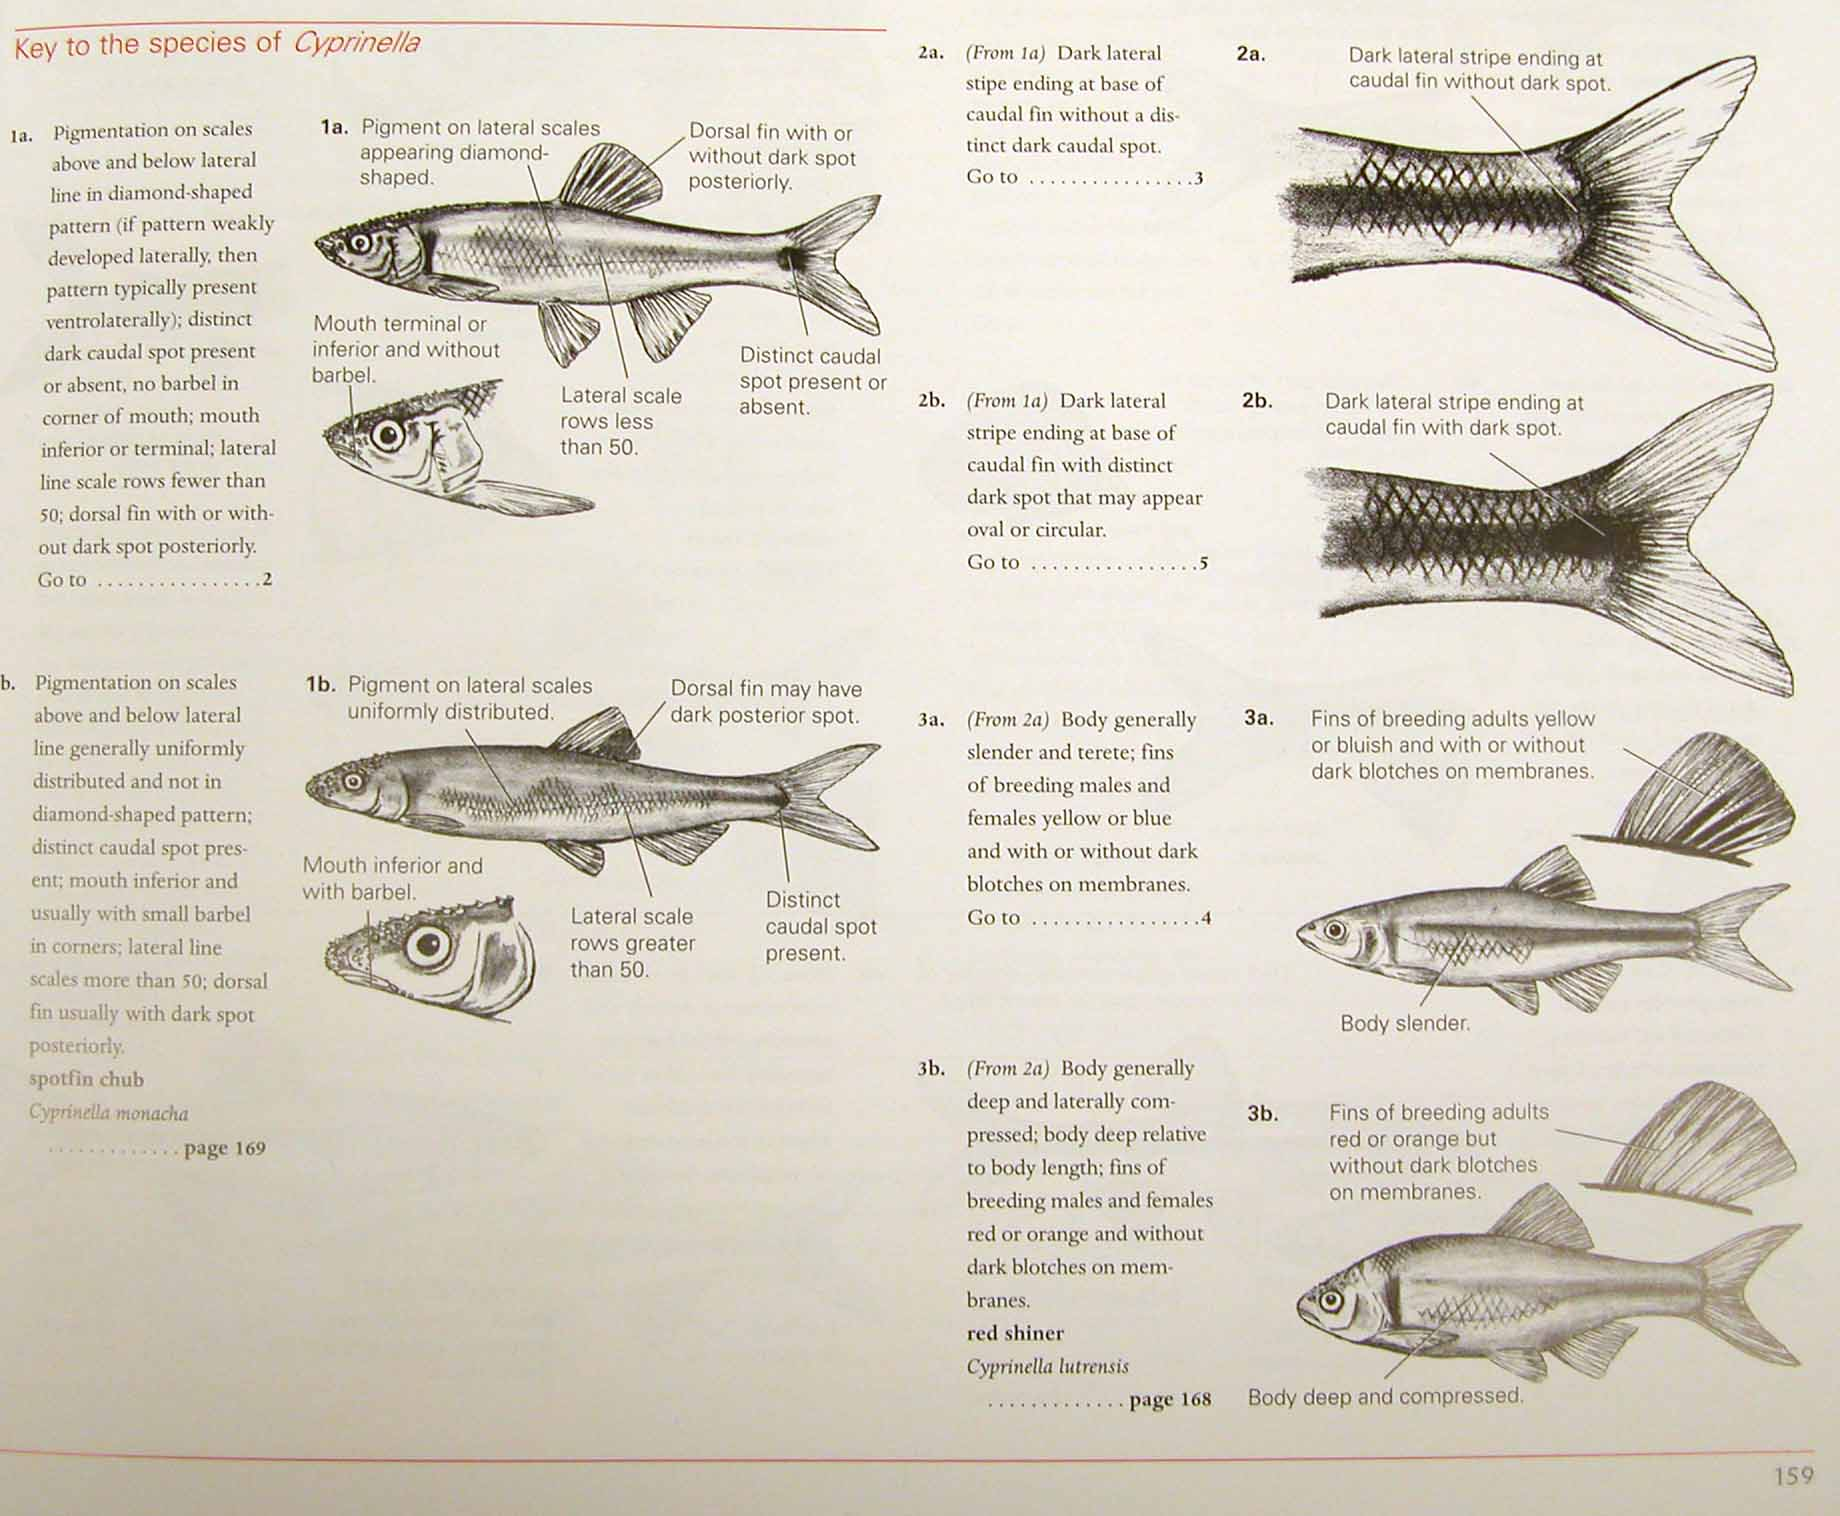 Key to the species of Cyprinella
1a. Pigmentation on scales
above and below lateral
line in diamond-shaped
pattern (if pattern weakly
developed laterally, then
pattern typically present
ventrolaterally); distinct
dark caudal spot present
or absent, no barbel in
corner of mouth; mouth
inferior or terminal; lateral
line scale rows fewer than
50; dorsal fin with or with-
out dark spot posteriorly.
Go to ................2
1a. Pigment on lateral scales
appearing diamond-
shaped.
Dorsal fin with or
without dark spot
posteriorly.
Mouth terminal or
inferior and without
barbel.
Lateral scale
rows less
than 50.
Distinct caudal
spot present or
absent.
b. Pigmentation on scales
above and below lateral
line generally uniformly
distributed and not in
diamond-shaped pattern;
distinct caudal spot pres-
ent; mouth inferior and
usually with small barbel
in corners; lateral line
scales more than 50; dorsal
fin usually with dark spot
posteriorly.
spotfin chub
Cyprinella monacha
............. page 169
1b. Pigment on lateral scales
uniformly distributed.
Dorsal fin may have
dark posterior spot.
Mouth inferior and
with barbel.
Lateral scale
rows greater
than 50.
Distinct
caudal spot
present.
2a. (From 1a) Dark lateral
stipe ending at base of
caudal fin without a dis-
tinct dark caudal spot.
Go to ................3
2a. Dark lateral stripe ending at
caudal fin without dark spot.
2b. (From 1a) Dark lateral
stripe ending at base of
caudal fin with distinct
dark spot that may appear
oval or circular.
Go to ................5
2b. Dark lateral stripe ending at
caudal fin with dark spot.
3a. (From 2a) Body generally
slender and terete; fins
of breeding males and
females yellow or blue
and with or without dark
blotches on membranes.
Go to ................4
3a. Fins of breeding adults yellow
or bluish and with or without
dark blotches on membranes.
Body slender.
3b. (From 2a) Body generally
deep and laterally com-
pressed; body deep relative
to body length; fins of
breeding males and females
red or orange and without
dark blotches on mem-
branes.
red shiner
Cyprinella lutrensis
............. page 168
3b. Fins of breeding adults
red or orange but
without dark blotches
on membranes.
Body deep and compressed.
159